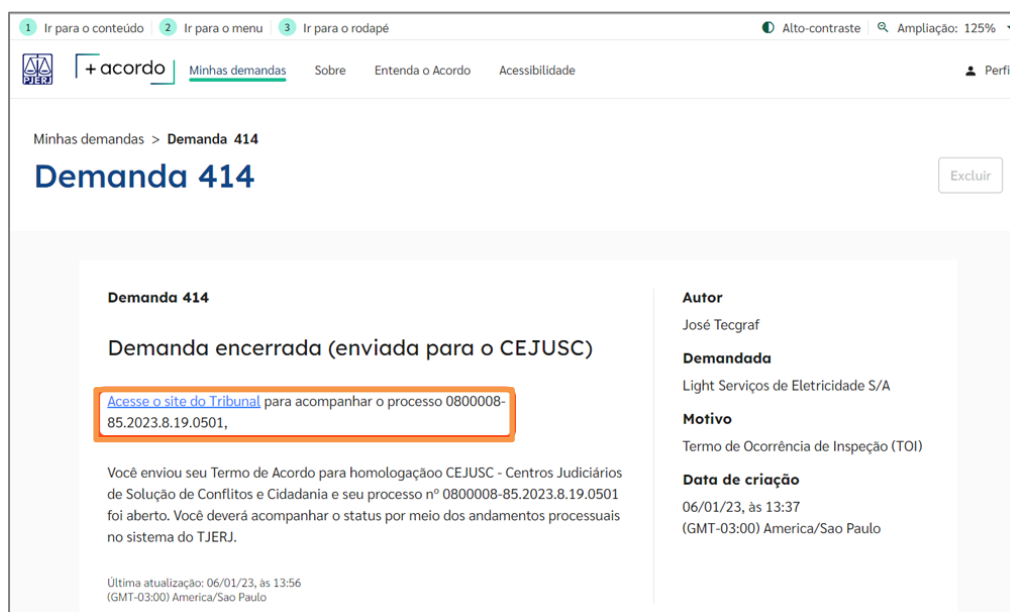 1 Ir para o conteúdo 2 Ir para o menu 3 Ir para o rodapé Alto-contraste Ampliação: 125%
PJERJ +acordo Minhas demandas Sobre Entenda o Acordo Acessibilidade Perfi
Minhas demandas > Demanda 414
Demanda 414
Excluir
Demanda 414
Demanda encerrada (enviada para o CEJUSC)
Acesse o site do Tribunal para acompanhar o processo 0800008-
85.2023.8.19.0501,
Você enviou seu Termo de Acordo para homologaçãoo CEJUSC - Centros Judiciários
de Solução de Conflitos e Cidadania e seu processo nº 0800008-85.2023.8.19.0501
foi aberto. Você deverá acompanhar o status por meio dos andamentos processuais
no sistema do TJERJ.
Última atualização: 06/01/23, às 13:56
(GMT-03:00) America/Sao Paulo
Autor
José Tecgraf
Demandada
Light Serviços de Eletricidade S/A
Motivo
Termo de Ocorrência de Inspeção (TOI)
Data de criação
06/01/23, às 13:37
(GMT-03:00) America/Sao Paulo